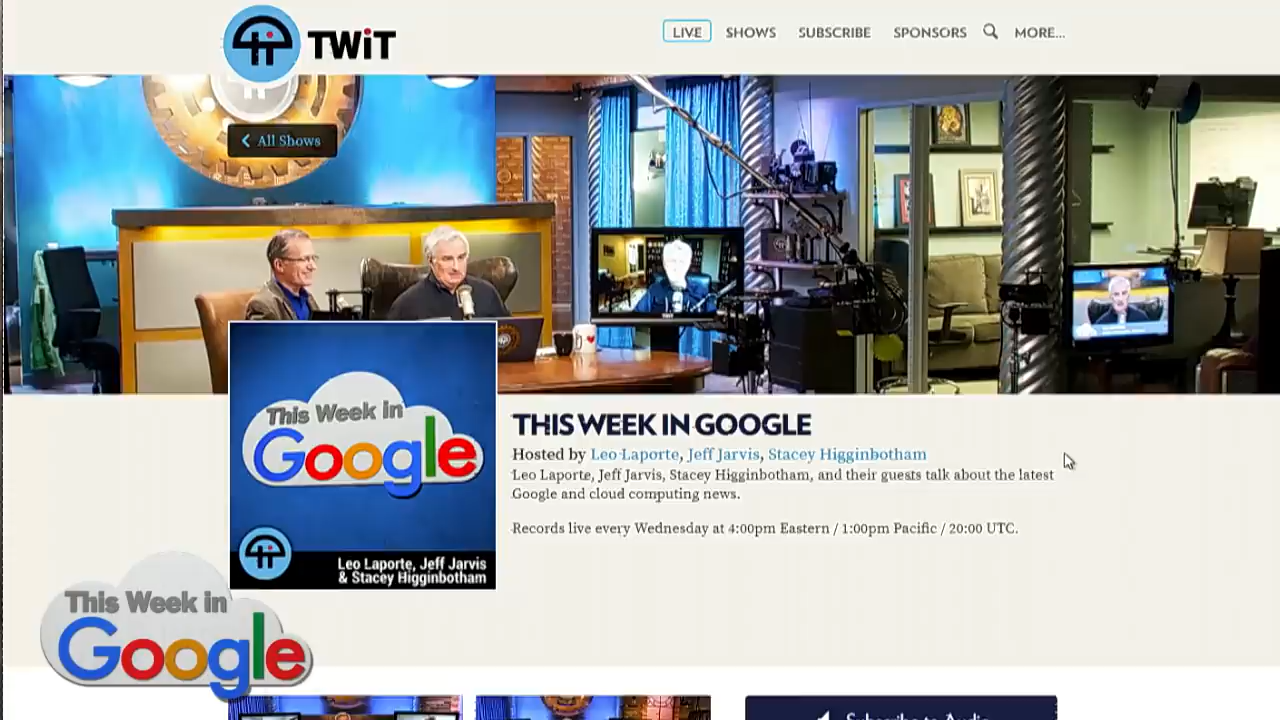 TWiT
LIVE SHOWS SUBSCRIBE SPONSORS MORE...
All Shows
This Week in
Google
Leo Laporte, Jeff Jarvis
& Stacey Higginbotham
THIS WEEK IN GOOGLE
Hosted by Leo Laporte, Jeff Jarvis, Stacey Higginbotham
Leo Laporte, Jeff Jarvis, Stacey Higginbotham, and their guests talk about the latest
Google and cloud computing news.
Records live every Wednesday at 4:00pm Eastern / 1:00pm Pacific / 20:00 UTC.
This Week in
Google
Subscribe to Audio